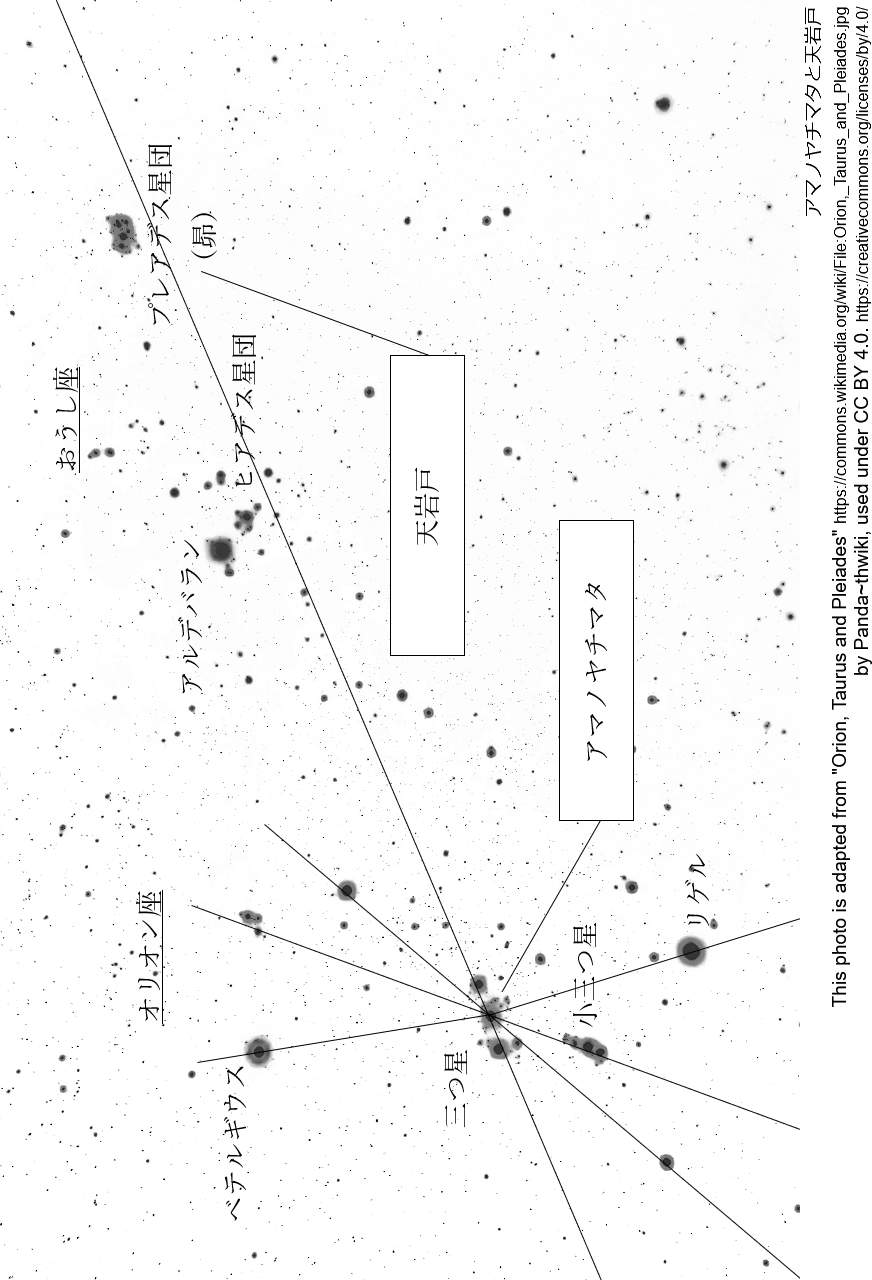 アマノヤチマタと天岩戸
This photo is adapted from "Orion, Taurus and Pleiades" https://commons.wikimedia.org/wiki/File:Orion,_Taurus_and_Pleiades.jpg
by Panda~thwiki, used under CC BY 4.0. https://creativecommons.org/licenses/by/4.0/
おうし座
プレアデス星団
(昴)
ヒアデス星団
アルデバラン
天岩戸
アマノヤチマタ
オリオン座
ベテルギウス
三つ星
小三つ星
リゲル